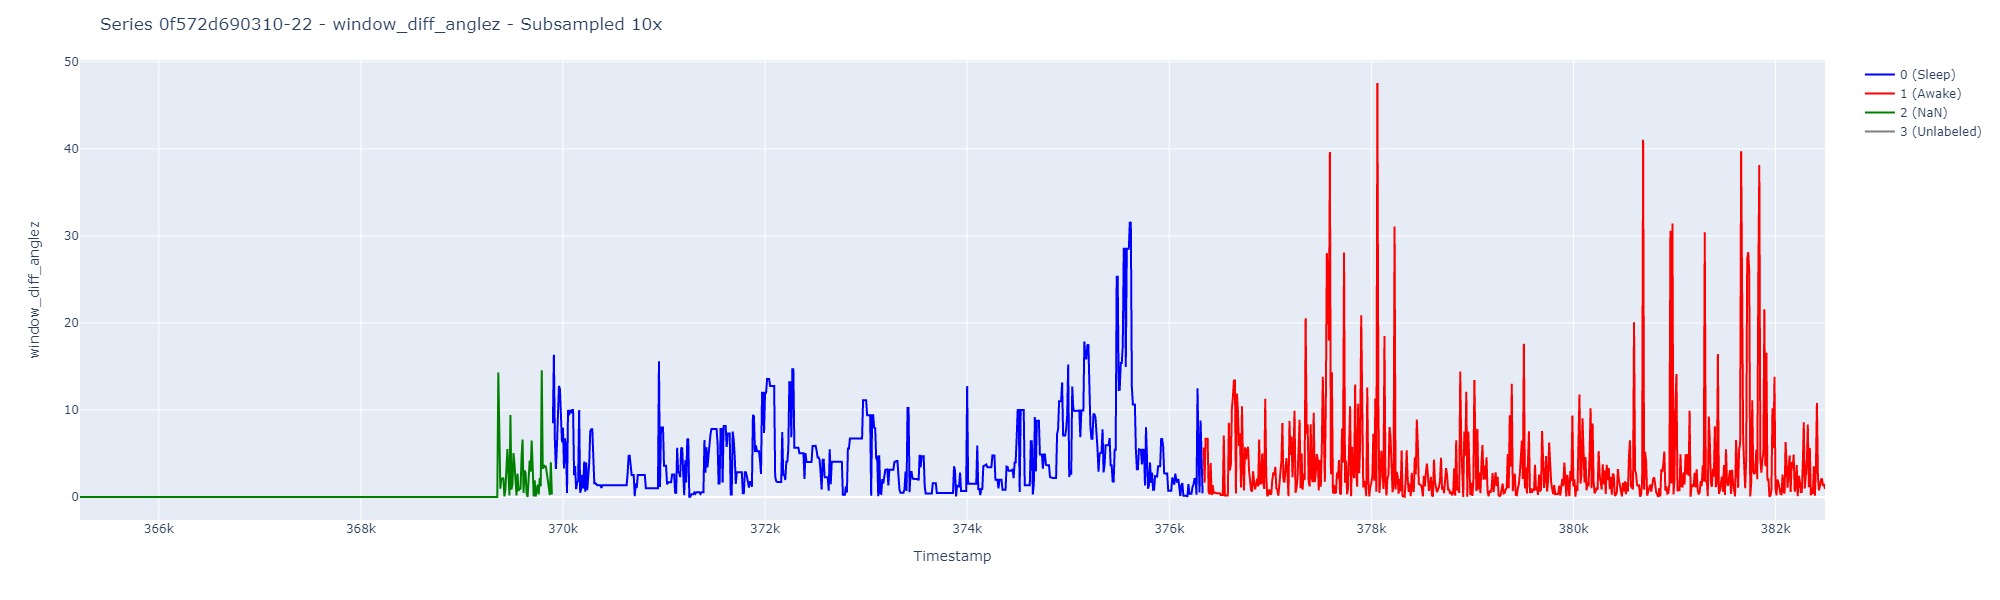 Series 0f572d690310-22 - window_diff_anglez - Subsampled 10x
50
40
30
20
10
0
window_diff_anglez
366k
368k
370k
372k
374k
376k
378k
380k
382k
Timestamp
0 (Sleep)
1 (Awake)
2 (NaN)
3 (Unlabeled)